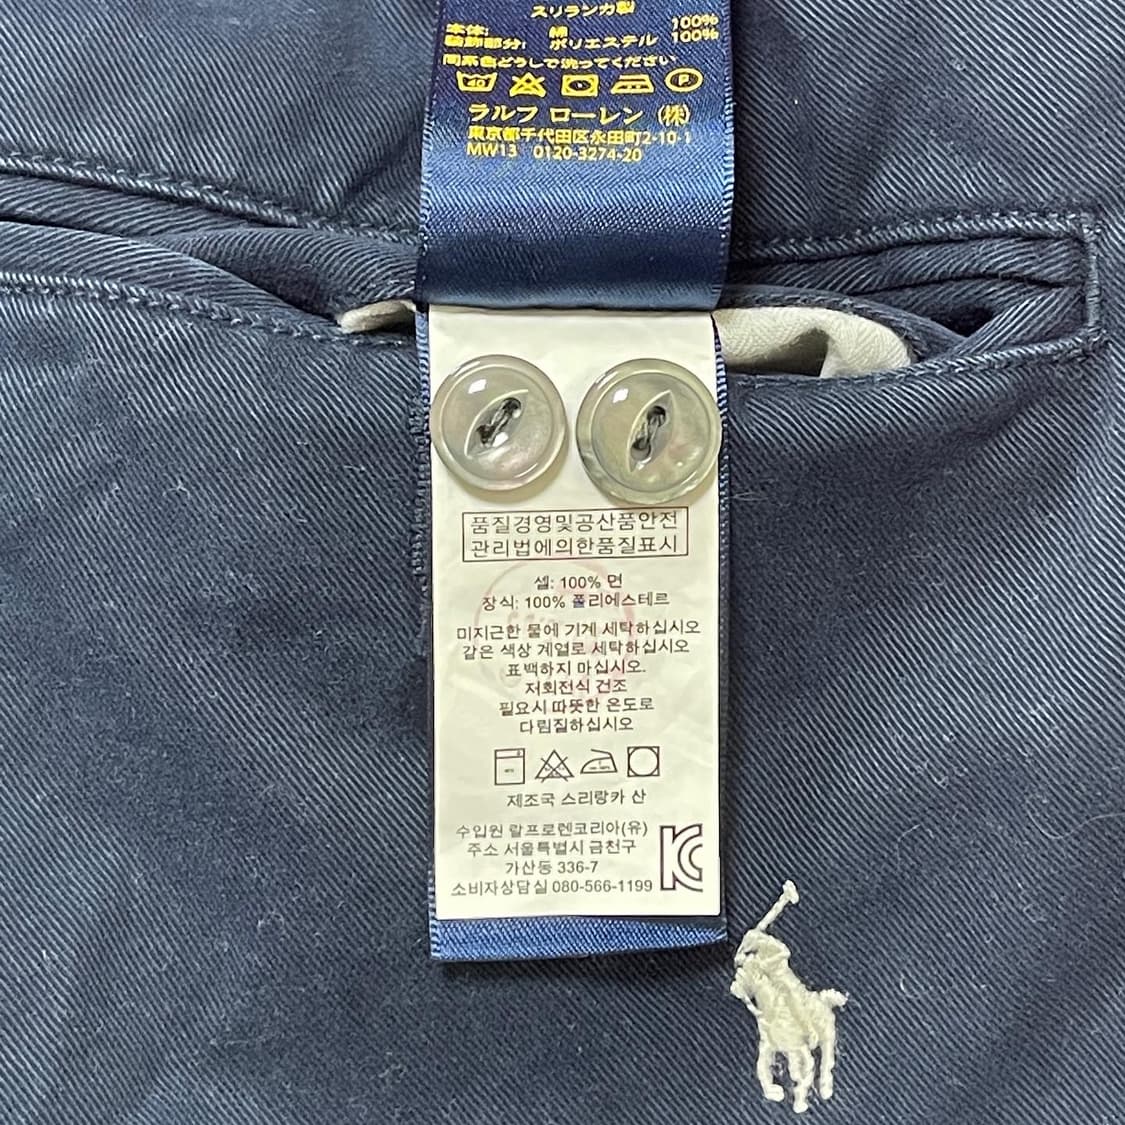 スリランカ製
本体: 綿 100%
装飾部分: ポリエステル 100%
同系色どうしで洗ってください
40
P
ラルフ ローレン (株)
東京都千代田区永田町2-10-1
MW13 0120-3274-20
품질경영및공산품안전
관리법에의한품질표시
셀: 100% 면
장식: 100% 폴리에스테르
미지근한 물에 기계 세탁하십시오
같은 색상 계열로 세탁하십시오
표백하지 마십시오.
저회전식 건조
필요시 따뜻한 온도로
다림질하십시오
제조국 스리랑카 산
수입원 랄프로렌코리아(유)
주소 서울특별시 금천구
가산동 336-7
소비자상담실 080-566-1199